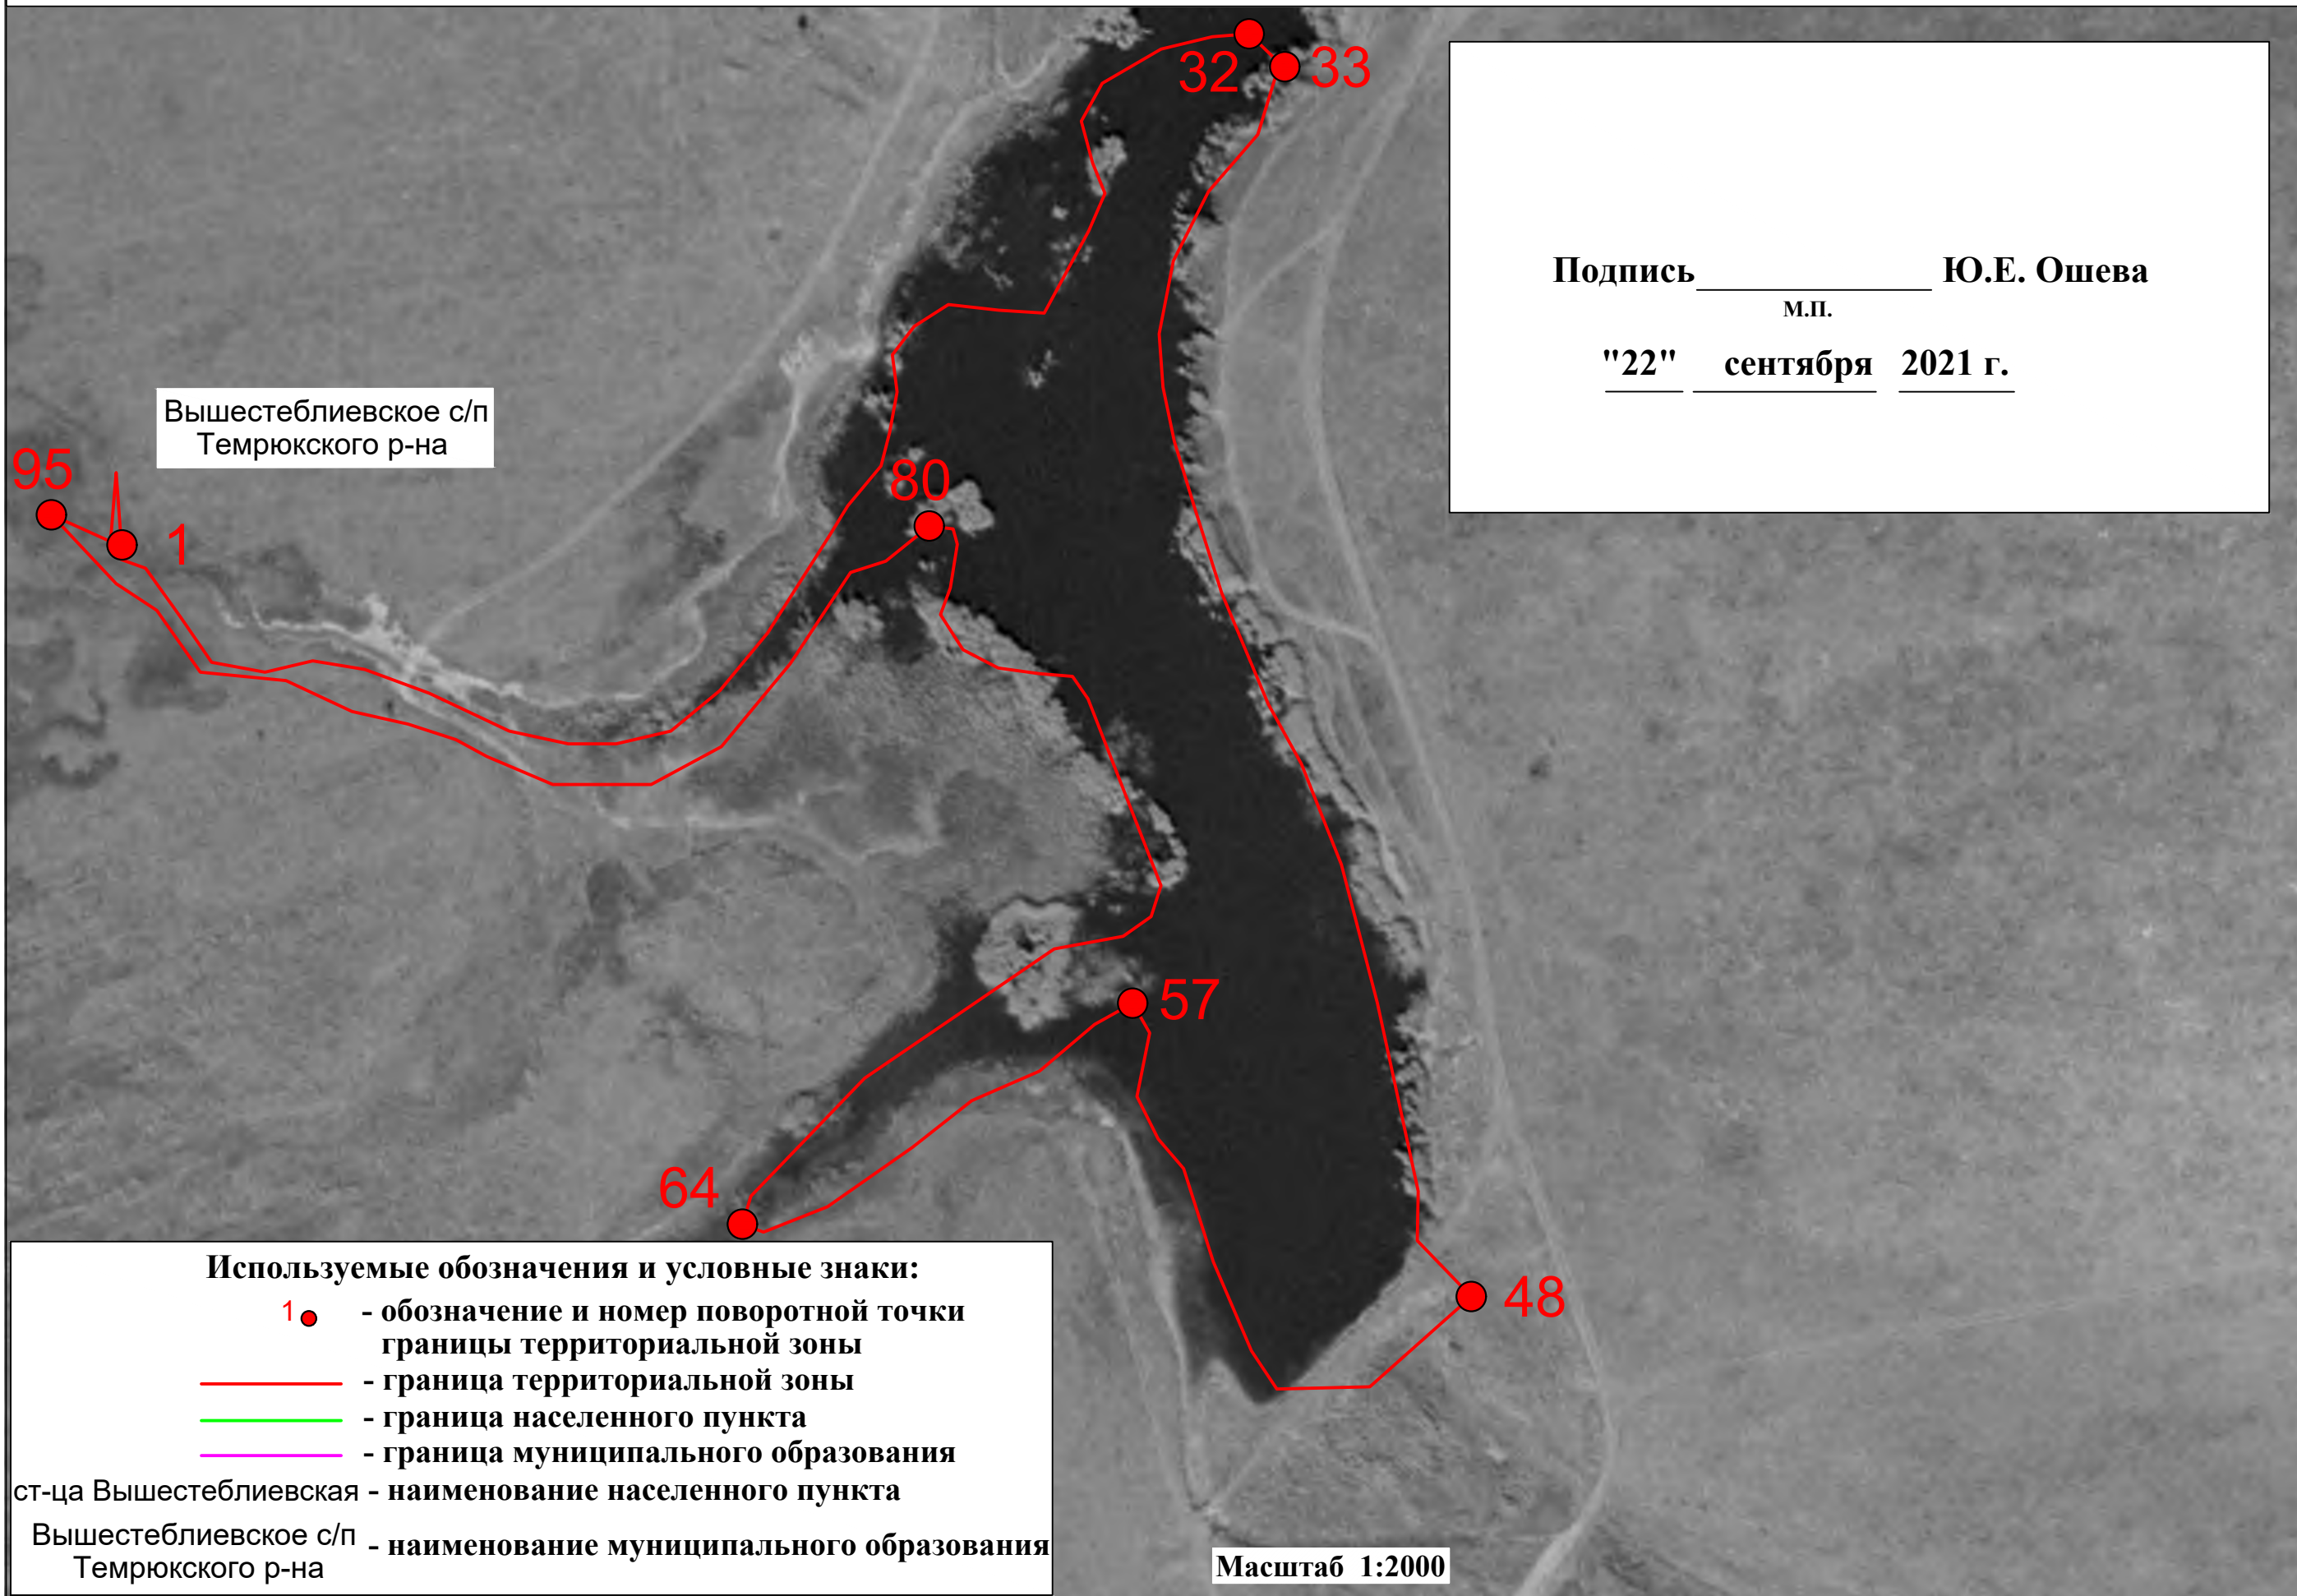 32
33
Подпись Ю.Е. Ошева
м.п.
"22" сентября 2021 г.
Вышестеблиевское с/п
Темрюкского р-на
95
80
1
57
64
48
Используемые обозначения и условные знаки:
1 - обозначение и номер поворотной точки
границы территориальной зоны
- граница территориальной зоны
- граница населенного пункта
- граница муниципального образования
ст-ца Вышестеблиевская - наименование населенного пункта
Вышестеблиевское с/п
Темрюкского р-на - наименование муниципального образования
Масштаб 1:2000